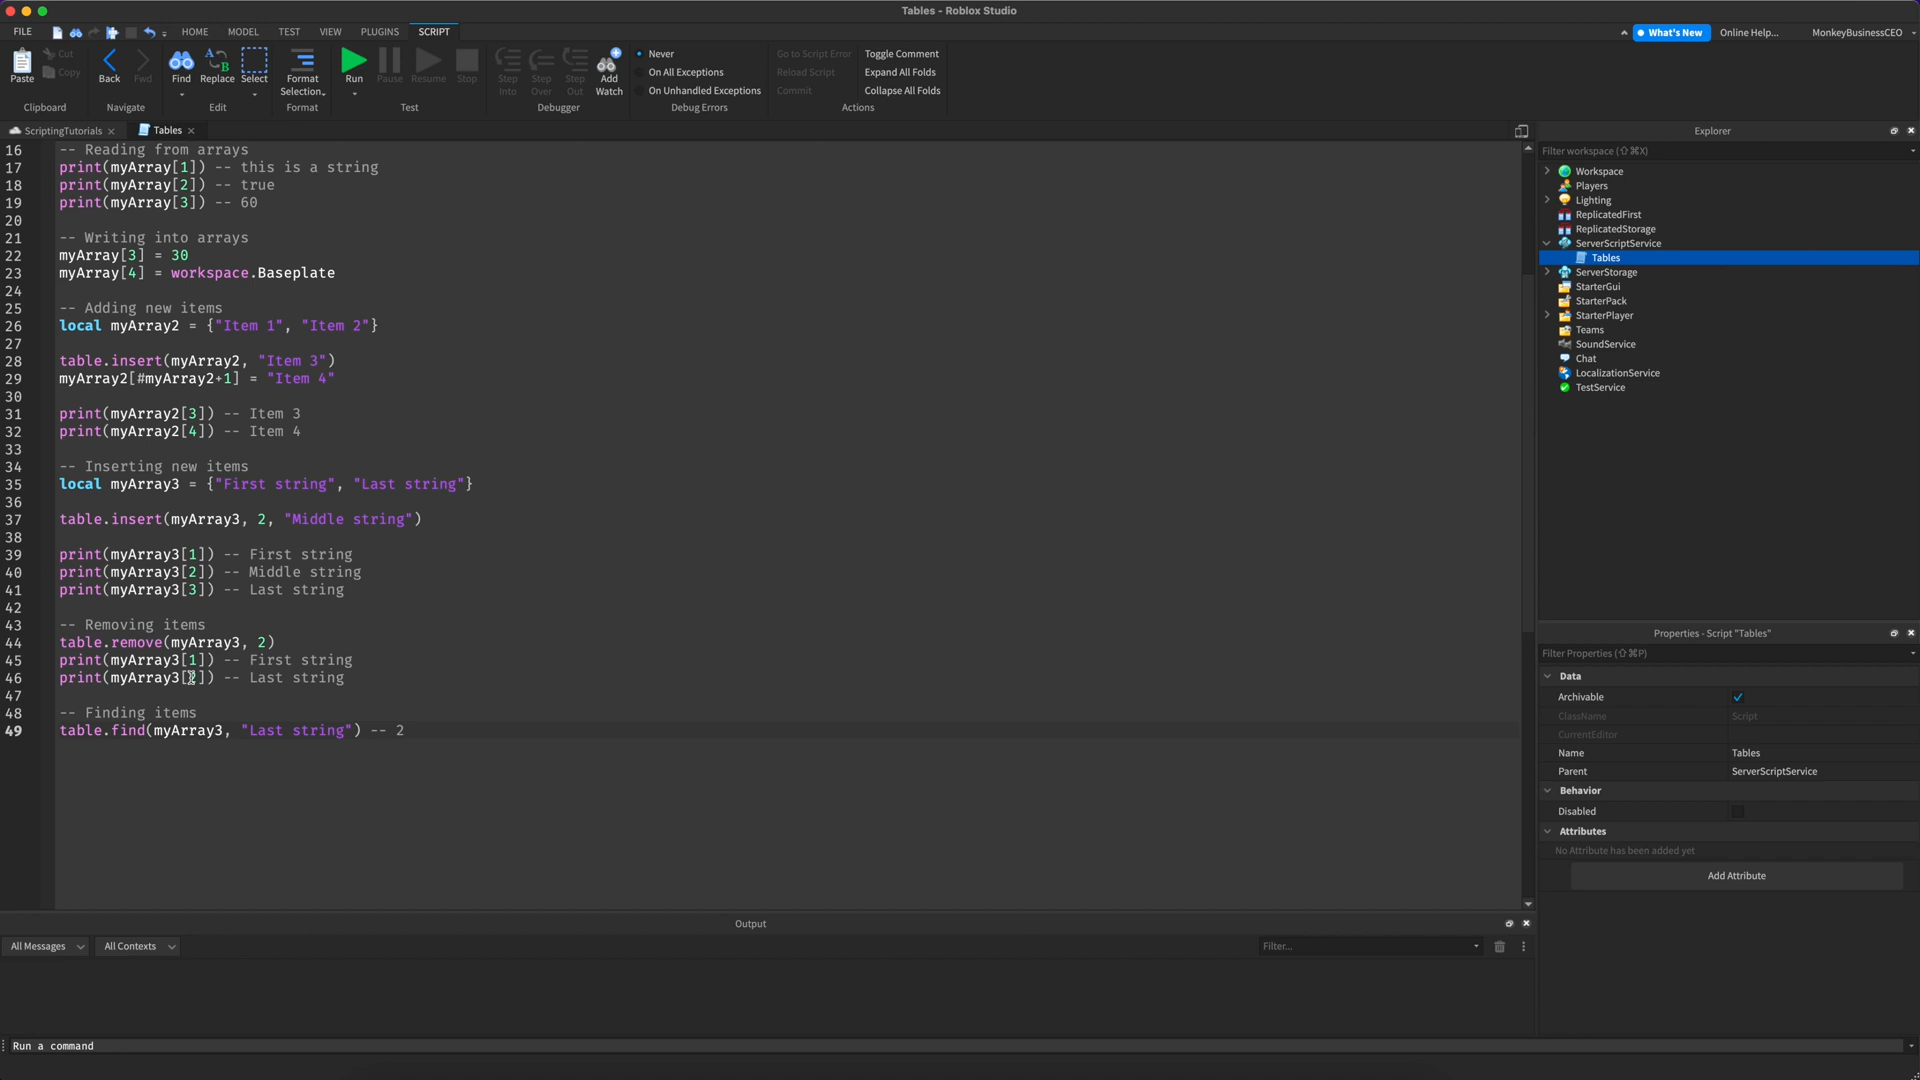 Tables - Roblox Studio
FILE HOME MODEL TEST VIEW PLUGINS SCRIPT What's New Online Help... MonkeyBusinessCEO
Paste Cut Copy Clipboard
Back Fwd Navigate
Find Replace Select Edit
Format Selection Format
Run Pause Resume Stop Test
Step Into Step Over Step Out Add Watch Debugger
Never
On All Exceptions
On Unhandled Exceptions
Debug Errors
Go to Script Error Toggle Comment
Reload Script Expand All Folds
Commit Collapse All Folds
Actions
ScriptingTutorials Tables
16 -- Reading from arrays
17 print(myArray[1]) -- this is a string
18 print(myArray[2]) -- true
19 print(myArray[3]) -- 60
20
21 -- Writing into arrays
22 myArray[3] = 30
23 myArray[4] = workspace.Baseplate
24
25 -- Adding new items
26 local myArray2 = {"Item 1", "Item 2"}
27
28 table.insert(myArray2, "Item 3")
29 myArray2[#myArray2+1] = "Item 4"
30
31 print(myArray2[3]) -- Item 3
32 print(myArray2[4]) -- Item 4
33
34 -- Inserting new items
35 local myArray3 = {"First string", "Last string"}
36
37 table.insert(myArray3, 2, "Middle string")
38
39 print(myArray3[1]) -- First string
40 print(myArray3[2]) -- Middle string
41 print(myArray3[3]) -- Last string
42
43 -- Removing items
44 table.remove(myArray3, 2)
45 print(myArray3[1]) -- First string
46 print(myArray3[2]) -- Last string
47
48 -- Finding items
49 table.find(myArray3, "Last string") -- 2
Output
All Messages All Contexts Filter...
Run a command
Explorer
Filter workspace (⇧⌘X)
Workspace
Players
Lighting
ReplicatedFirst
ReplicatedStorage
ServerScriptService
Tables
ServerStorage
StarterGui
StarterPack
StarterPlayer
Teams
SoundService
Chat
LocalizationService
TestService
Properties - Script "Tables"
Filter Properties (⇧⌘P)
Data
Archivable
ClassName Script
CurrentEditor
Name Tables
Parent ServerScriptService
Behavior
Disabled
Attributes
No Attribute has been added yet
Add Attribute